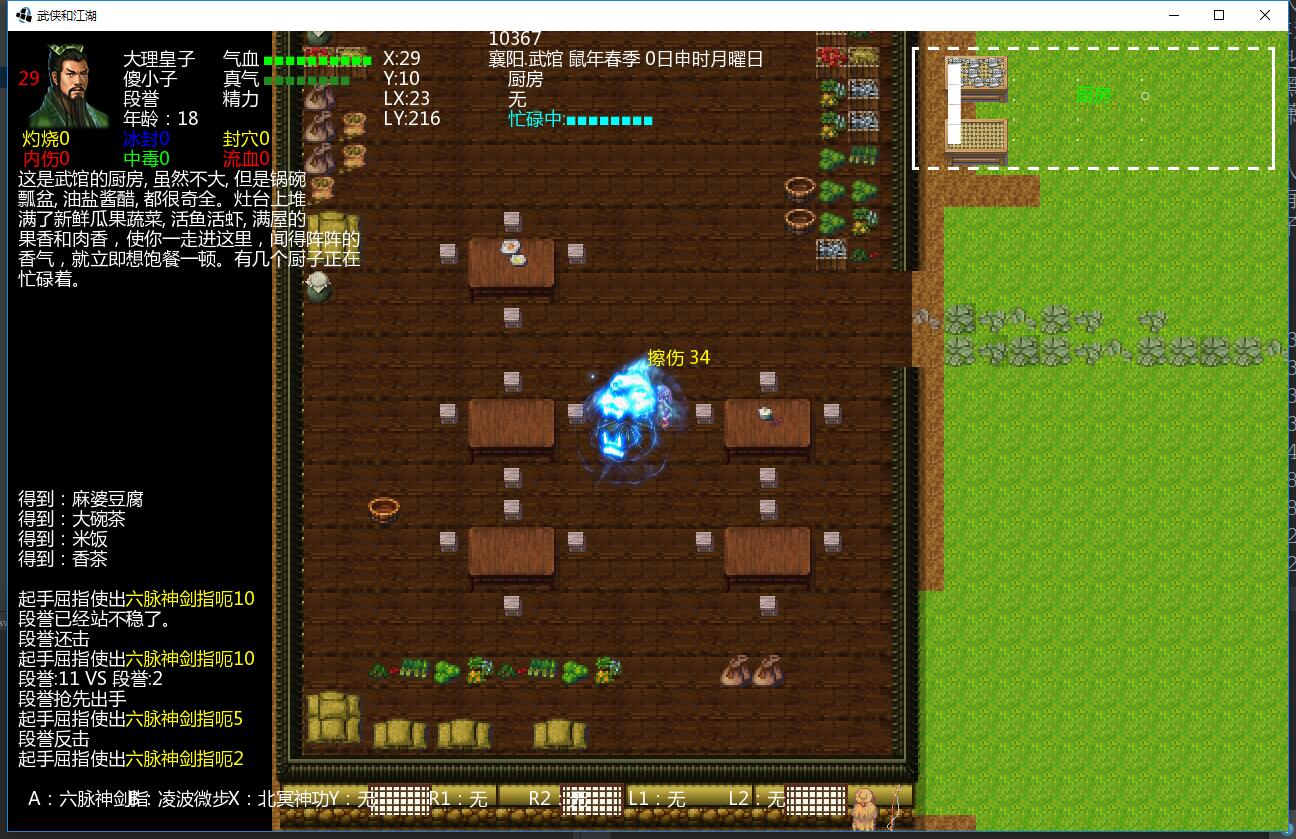 武侠和江湖
10367
29 大理皇子 气血 X:29 襄阳.武馆 鼠年春季 0日申时月曜日
傻小子 真气 Y:10 厨房
段誉 精力 LX:23 无
年龄：18 LY:216 忙碌中:
厨房
灼烧0 冰封0 封穴0
内伤0 中毒0 流血0
这是武馆的厨房, 虽然不大, 但是锅碗
瓢盆, 油盐酱醋, 都很奇全。灶台上堆
满了新鲜瓜果蔬菜, 活鱼活虾, 满屋的
果香和肉香，使你一走进这里，闻得阵阵的
香气，就立即想饱餐一顿。有几个厨子正在
忙碌着。
擦伤 34
得到：麻婆豆腐
得到：大碗茶
得到：米饭
得到：香茶
起手屈指使出六脉神剑指呃10
段誉已经站不稳了。
段誉还击
起手屈指使出六脉神剑指呃10
段誉:11 VS 段誉:2
段誉抢先出手
起手屈指使出六脉神剑指呃5
段誉反击
起手屈指使出六脉神剑指呃2
A：六脉神剑指 B：凌波微步 X：北冥神功 Y：无 R1：无 R2：无 L1：无 L2：无